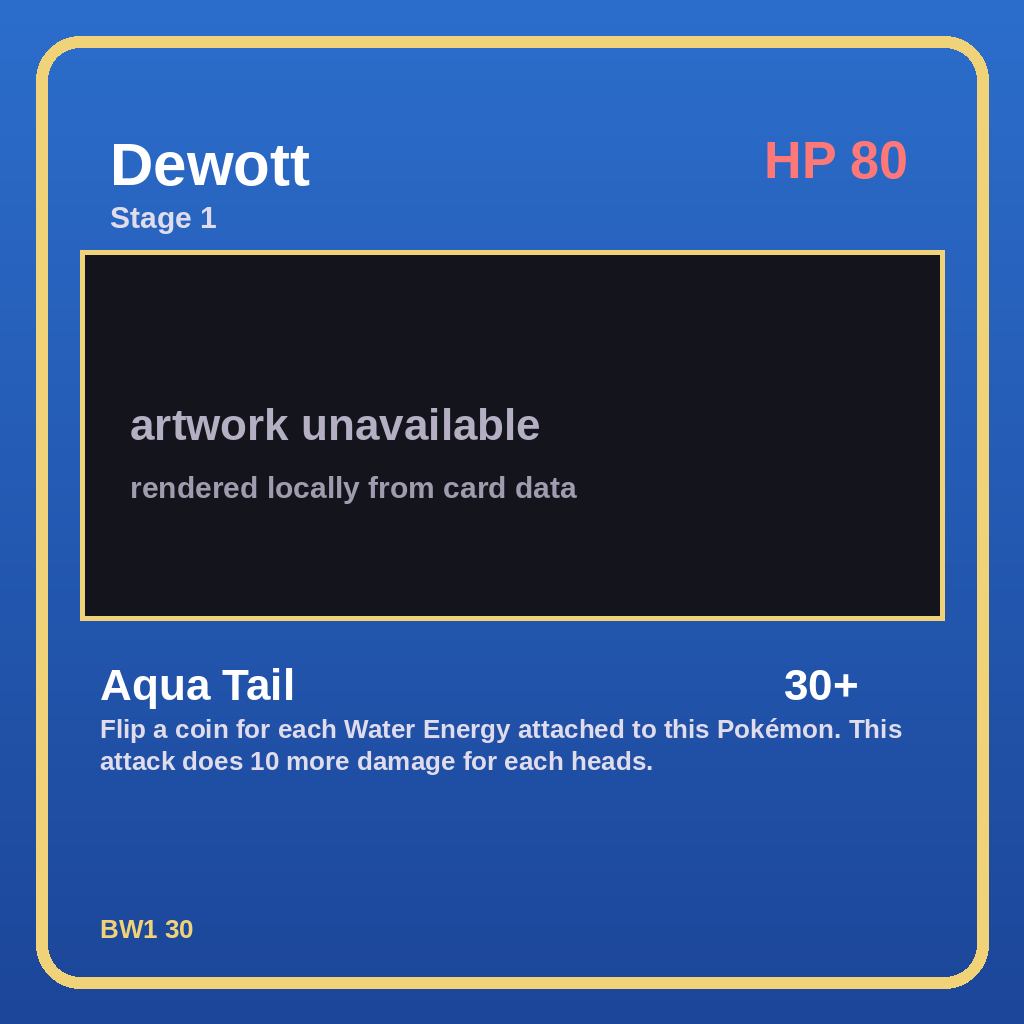 Dewott
HP 80
Stage 1
artwork unavailable
rendered locally from card data
Aqua Tail
30+
Flip a coin for each Water Energy attached to this Pokémon. This
attack does 10 more damage for each heads.
BW1 30